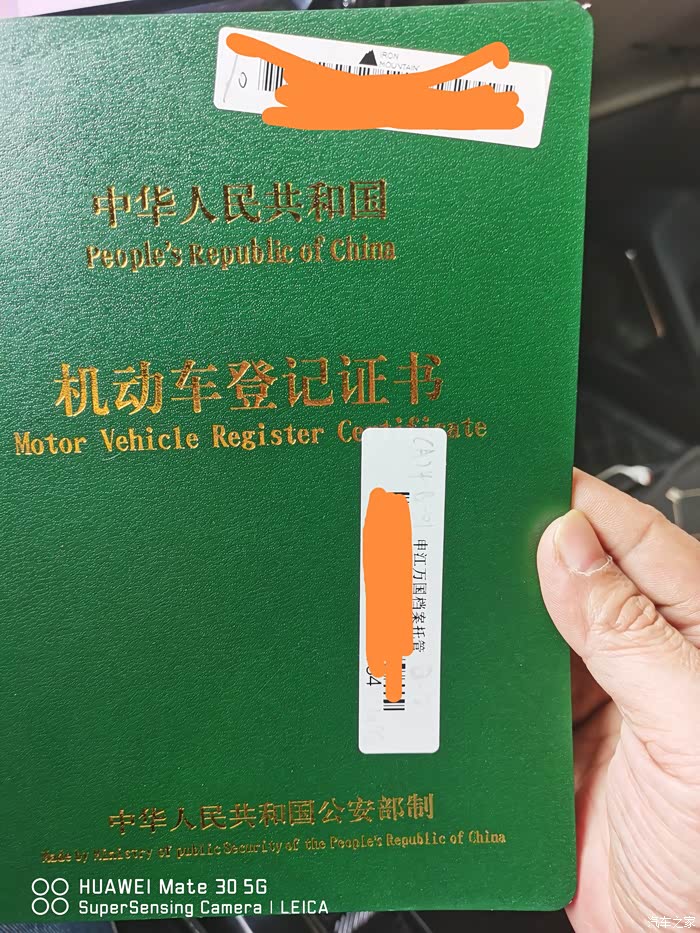 IRON
MOUNTAIN
中华人民共和国
People's Republic of China
机动车登记证书
Motor Vehicle Register Certificate
申江万国档案托管
94
中华人民共和国公安部制
Made by Ministry of public Security of the People's Republic of China
HUAWEI Mate 30 5G
SuperSensing Camera | LEICA
汽车之家